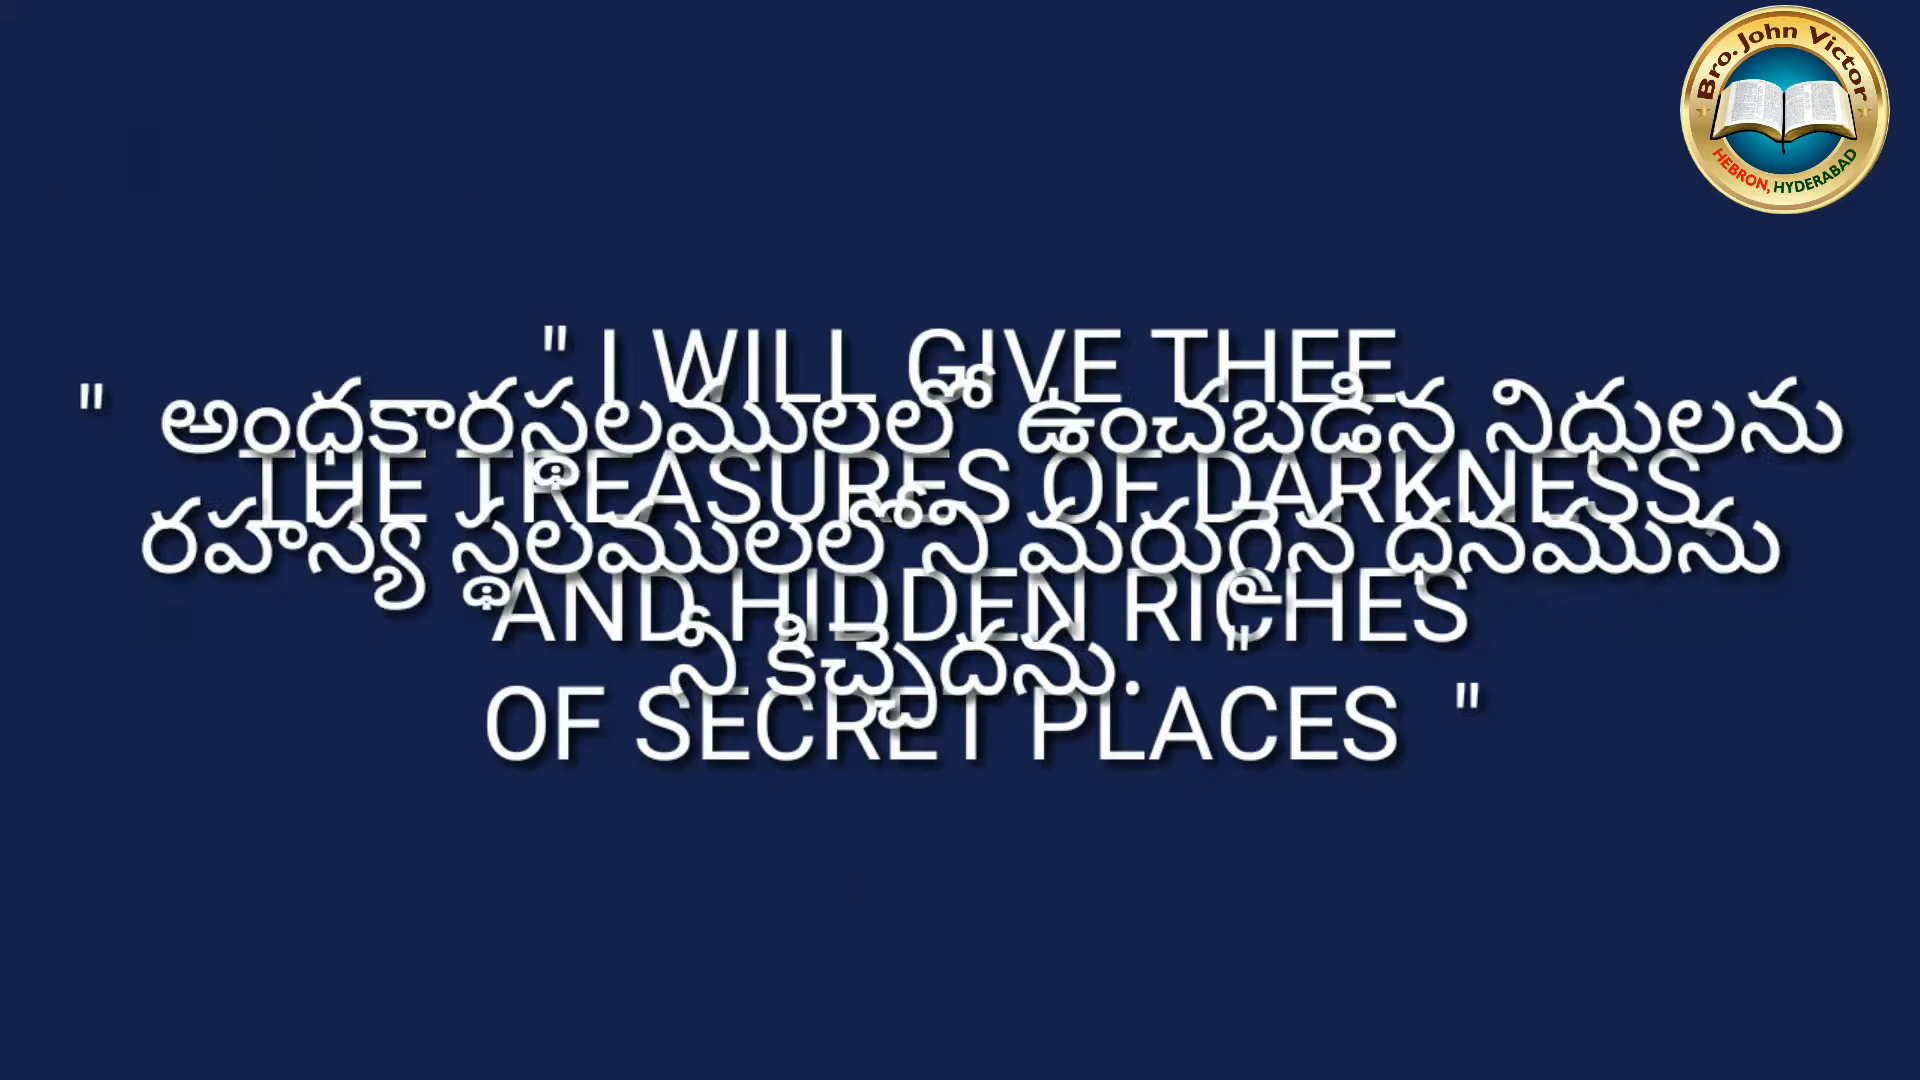 Bro. John Victor
HEBRON, HYDERABAD
" I WILL GIVE THEE
THE TREASURES OF DARKNESS,
AND HIDDEN RICHES
OF SECRET PLACES "
" అంధకారస్థలములలో ఉంచబడిన నిధులను
రహస్య స్థలములలోని మరుగైన ధనమును
నీ కిచ్చెదను. "